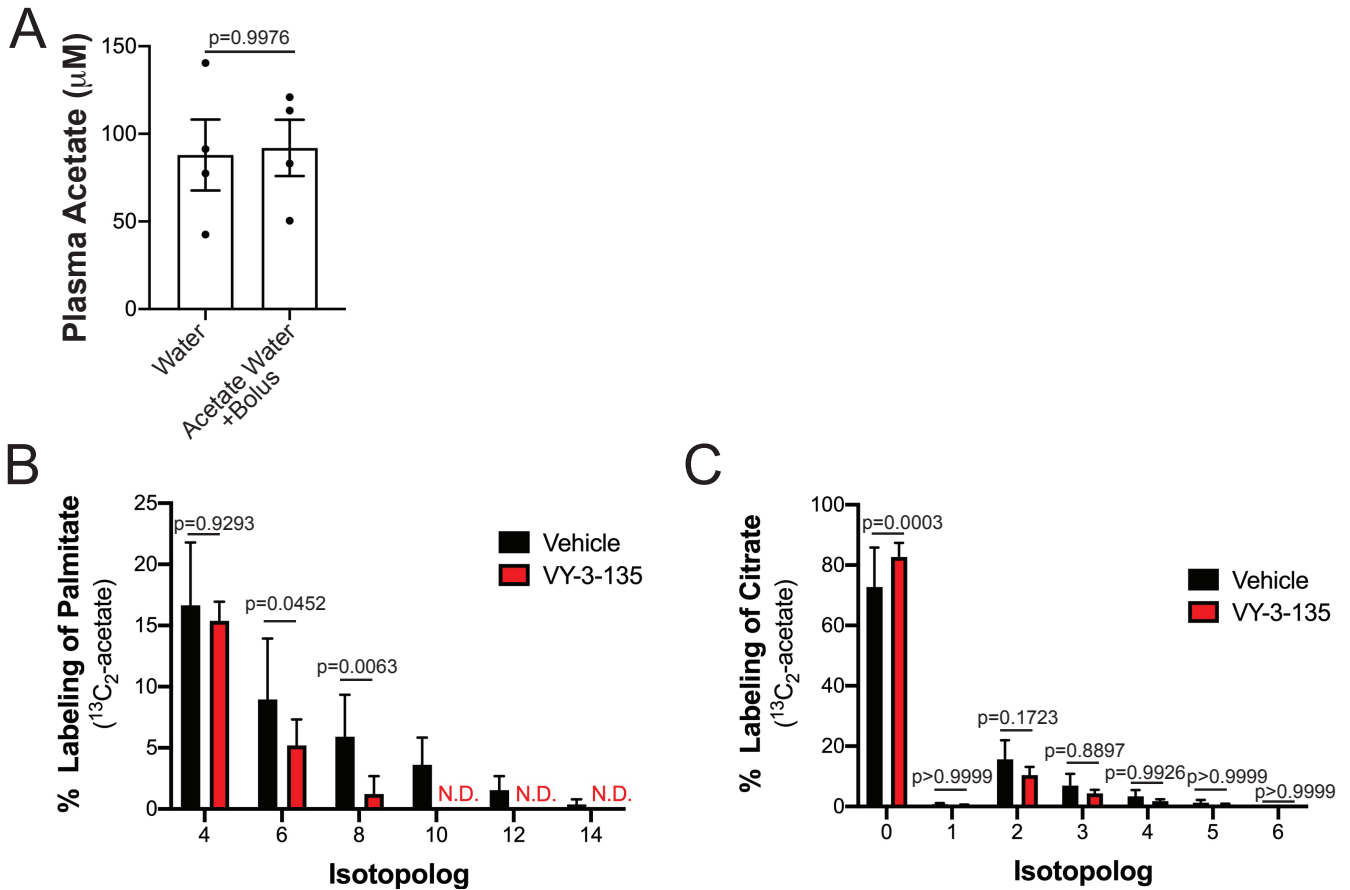 A
Plasma Acetate (μM)
150
100
50
0
p=0.9976
Water
Acetate Water
+Bolus
B
% Labeling of Palmitate
(¹³C₂-acetate)
25
20
15
10
5
0
p=0.9293
p=0.0452
p=0.0063
N.D. N.D. N.D.
Vehicle
VY-3-135
4 6 8 10 12 14
Isotopolog
C
% Labeling of Citrate
(¹³C₂-acetate)
100
80
60
40
20
0
p=0.0003
p>0.9999
p=0.1723
p=0.8897
p=0.9926
p>0.9999
p>0.9999
Vehicle
VY-3-135
0 1 2 3 4 5 6
Isotopolog